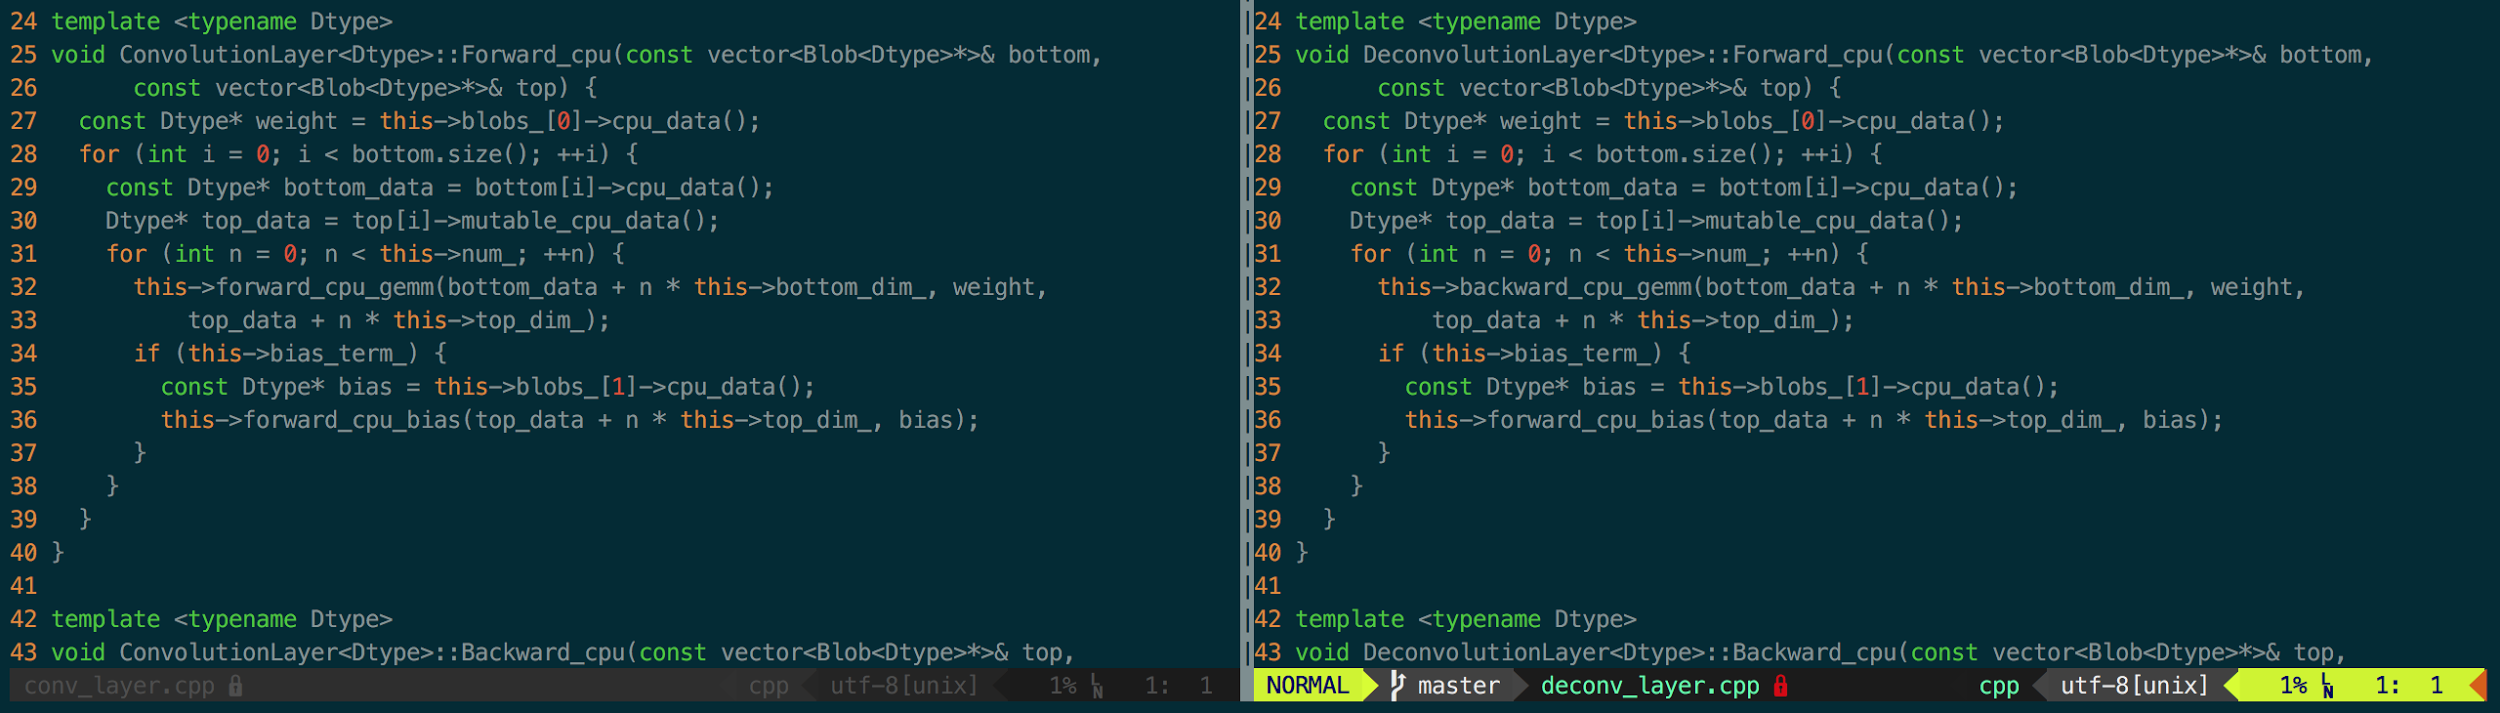 24 template <typename Dtype>
25 void ConvolutionLayer<Dtype>::Forward_cpu(const vector<Blob<Dtype>*>& bottom,
26       const vector<Blob<Dtype>*>& top) {
27   const Dtype* weight = this->blobs_[0]->cpu_data();
28   for (int i = 0; i < bottom.size(); ++i) {
29     const Dtype* bottom_data = bottom[i]->cpu_data();
30     Dtype* top_data = top[i]->mutable_cpu_data();
31     for (int n = 0; n < this->num_; ++n) {
32       this->forward_cpu_gemm(bottom_data + n * this->bottom_dim_, weight,
33           top_data + n * this->top_dim_);
34       if (this->bias_term_) {
35         const Dtype* bias = this->blobs_[1]->cpu_data();
36         this->forward_cpu_bias(top_data + n * this->top_dim_, bias);
37       }
38     }
39   }
40 }
41
42 template <typename Dtype>
43 void ConvolutionLayer<Dtype>::Backward_cpu(const vector<Blob<Dtype>*>& top,
conv_layer.cpp cpp utf-8[unix] 1% LN 1: 1
24 template <typename Dtype>
25 void DeconvolutionLayer<Dtype>::Forward_cpu(const vector<Blob<Dtype>*>& bottom,
26       const vector<Blob<Dtype>*>& top) {
27   const Dtype* weight = this->blobs_[0]->cpu_data();
28   for (int i = 0; i < bottom.size(); ++i) {
29     const Dtype* bottom_data = bottom[i]->cpu_data();
30     Dtype* top_data = top[i]->mutable_cpu_data();
31     for (int n = 0; n < this->num_; ++n) {
32       this->backward_cpu_gemm(bottom_data + n * this->bottom_dim_, weight,
33           top_data + n * this->top_dim_);
34       if (this->bias_term_) {
35         const Dtype* bias = this->blobs_[1]->cpu_data();
36         this->forward_cpu_bias(top_data + n * this->top_dim_, bias);
37       }
38     }
39   }
40 }
41
42 template <typename Dtype>
43 void DeconvolutionLayer<Dtype>::Backward_cpu(const vector<Blob<Dtype>*>& top,
NORMAL master deconv_layer.cpp cpp utf-8[unix] 1% LN 1: 1